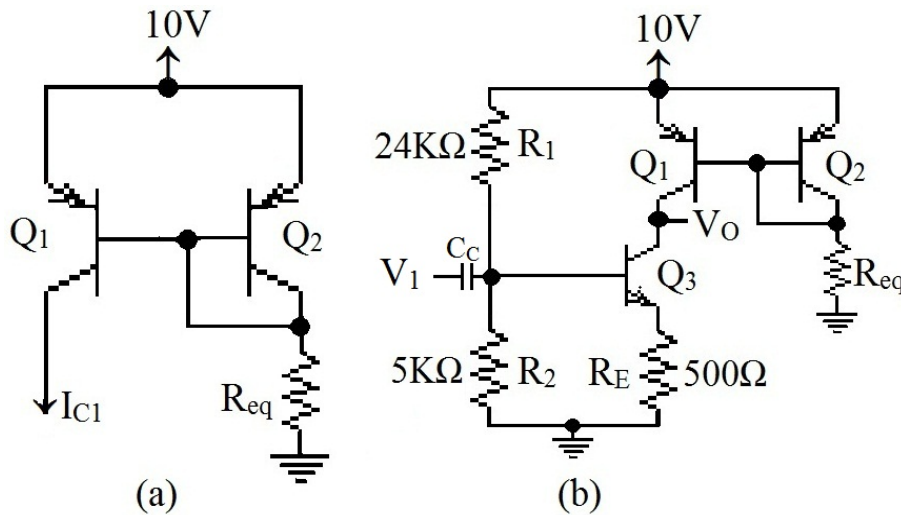 10V
Q1
Q2
IC1
Req
(a)
10V
24KΩ
R1
Q1
Q2
VO
CC
V1
Q3
Req
5KΩ
R2
RE
500Ω
(b)